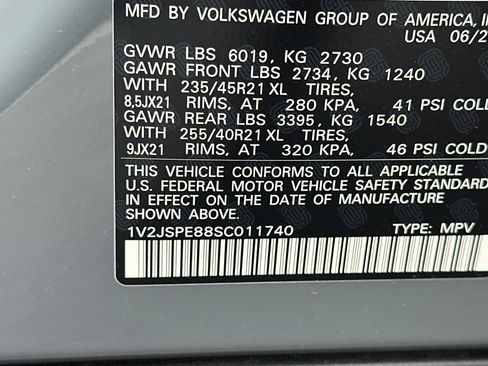 MFD BY VOLKSWAGEN GROUP OF AMERICA,
USA 06/2
GVWR LBS 6019, KG 2730
GAWR FRONT LBS 2734, KG 1240
WITH 235/45R21 XL TIRES,
8,5JX21 RIMS, AT 280 KPA, 41 PSI COLD
GAWR REAR LBS 3395, KG 1540
WITH 255/40R21 XL TIRES,
9JX21 RIMS, AT 320 KPA, 46 PSI COLD
THIS VEHICLE CONFORMS TO ALL APPLICABLE
U.S. FEDERAL MOTOR VEHICLE SAFETY STANDARD
IN EFFECT ON THE DATE OF MANUFACTURE
1V2JSPE88SC011740 TYPE: MPV